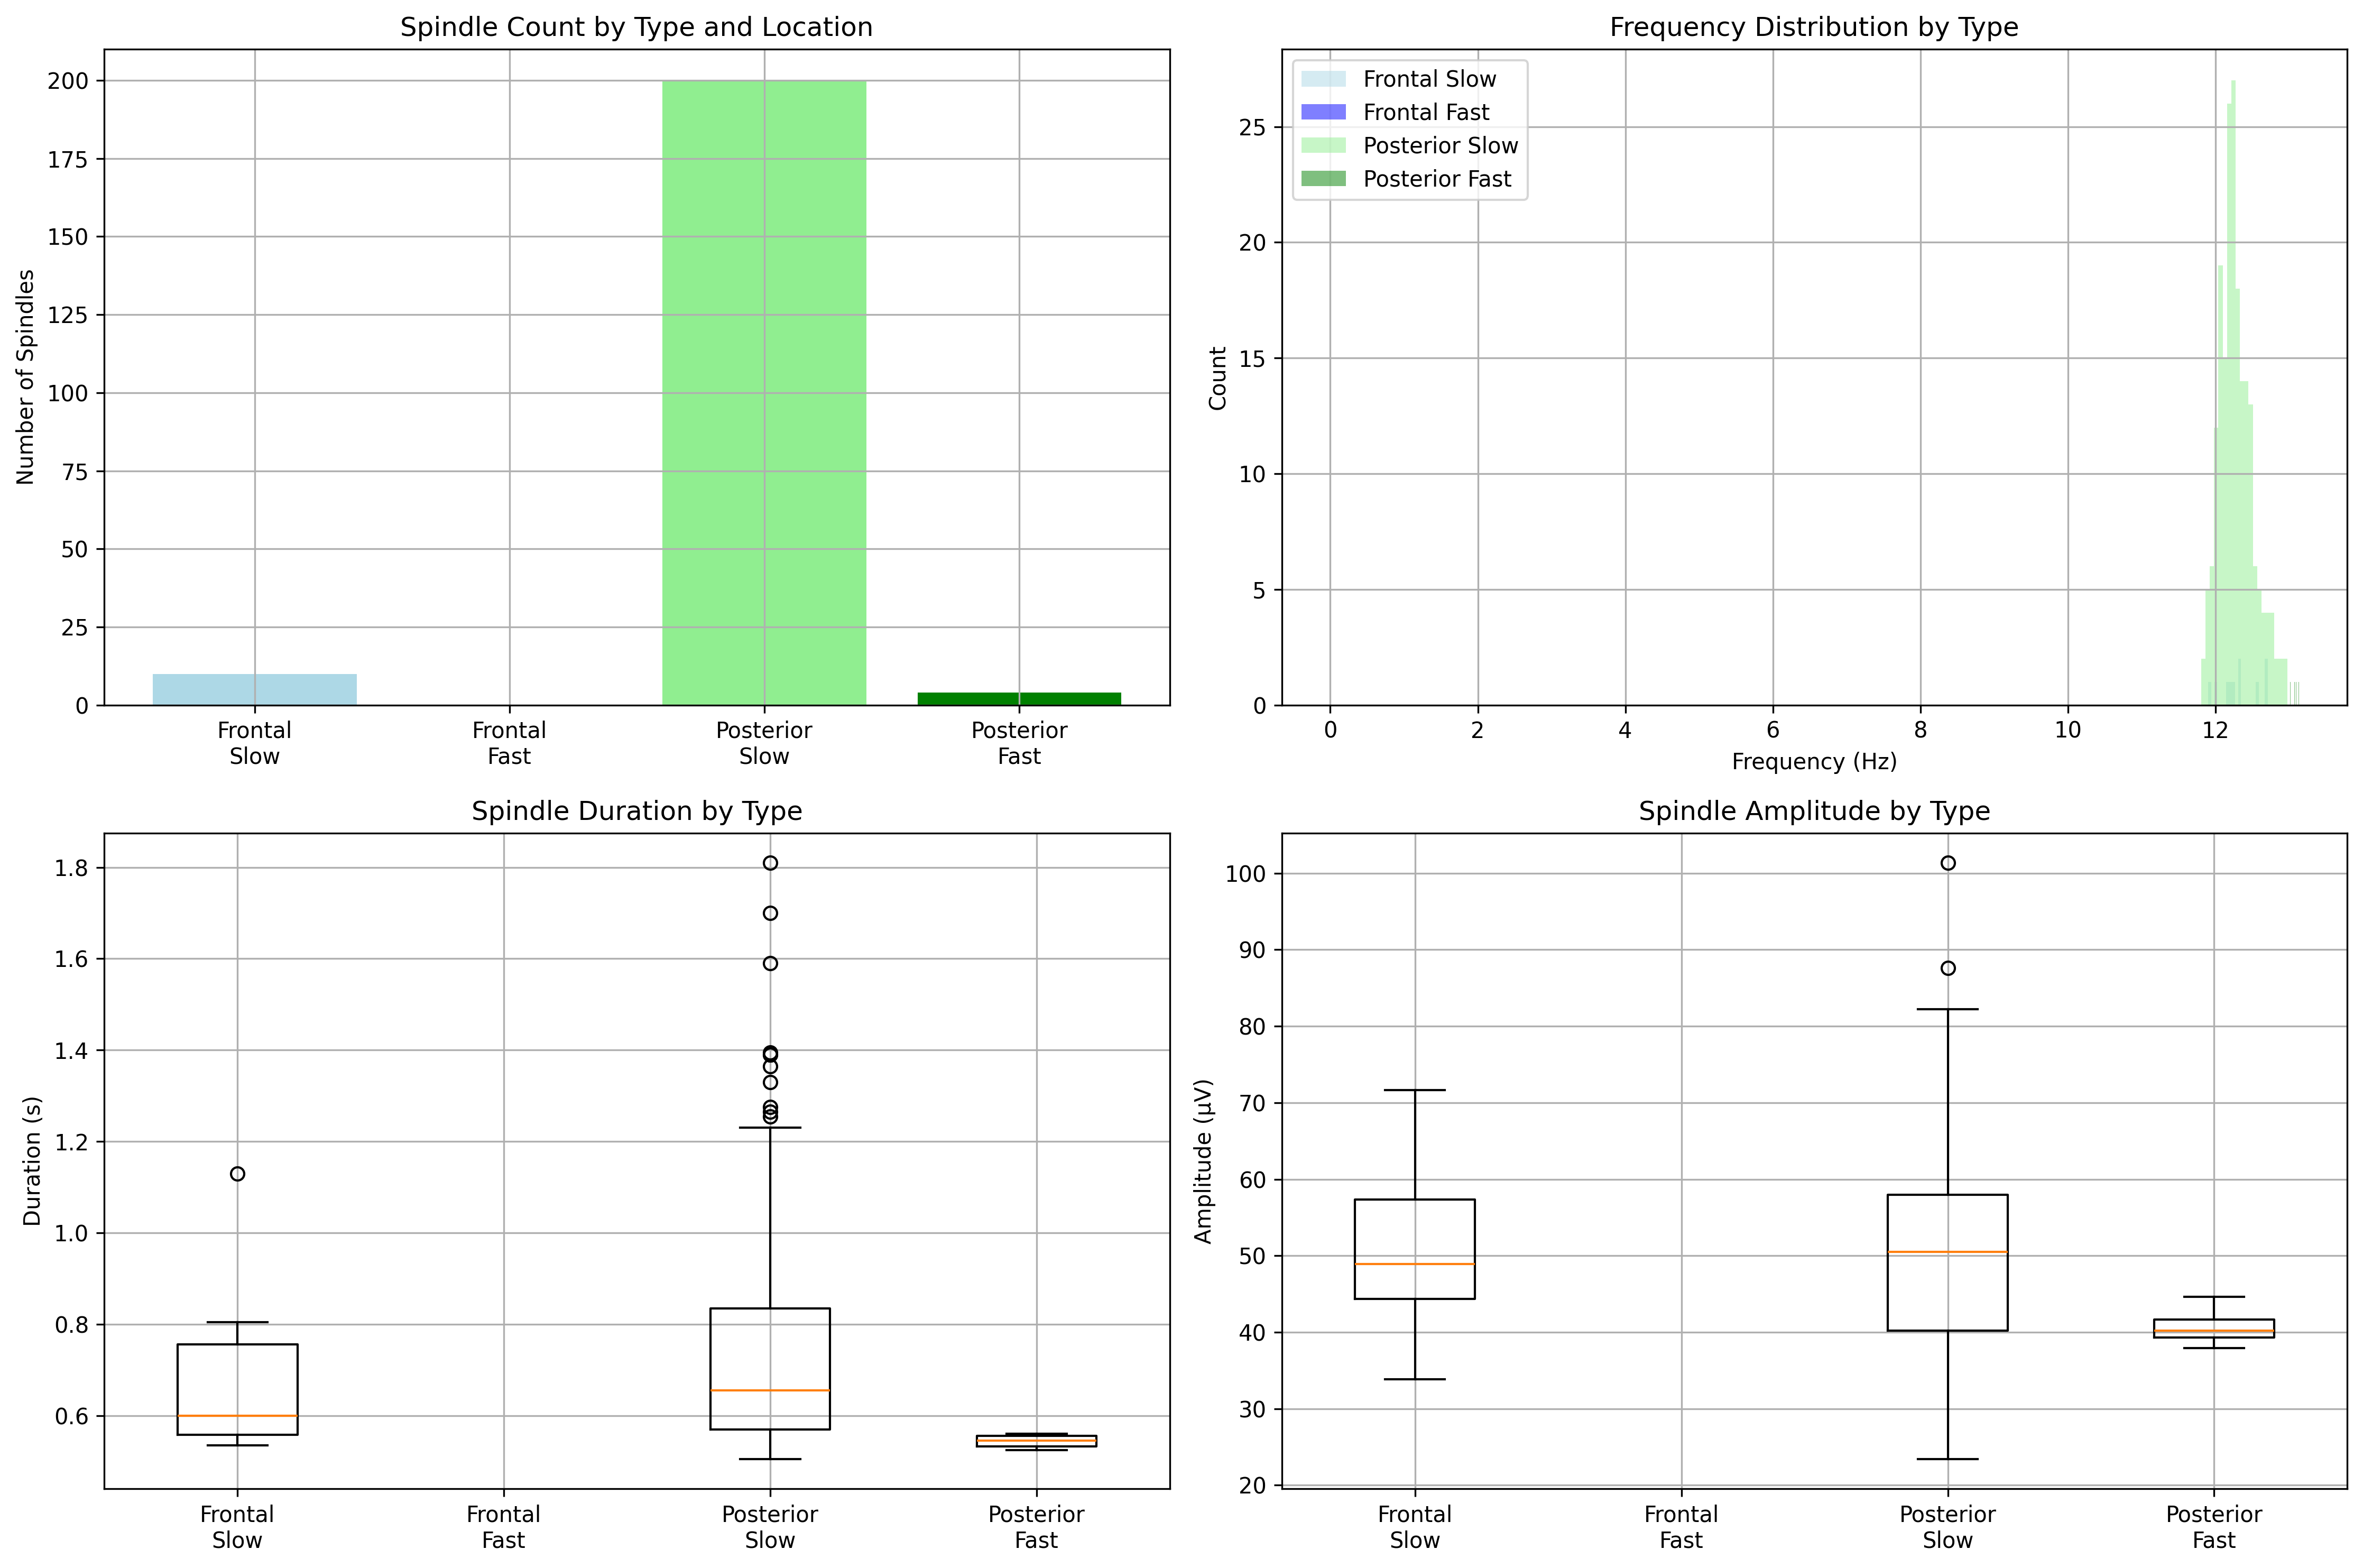 Spindle Count by Type and Location
Number of Spindles
200
175
150
125
100
75
50
25
0
Frontal
Slow
Frontal
Fast
Posterior
Slow
Posterior
Fast
Frequency Distribution by Type
Frontal Slow
Frontal Fast
Posterior Slow
Posterior Fast
Count
25
20
15
10
5
0
0 2 4 6 8 10 12
Frequency (Hz)
Spindle Duration by Type
Duration (s)
1.8
1.6
1.4
1.2
1.0
0.8
0.6
Frontal
Slow
Frontal
Fast
Posterior
Slow
Posterior
Fast
Spindle Amplitude by Type
Amplitude (µV)
100
90
80
70
60
50
40
30
20
Frontal
Slow
Frontal
Fast
Posterior
Slow
Posterior
Fast